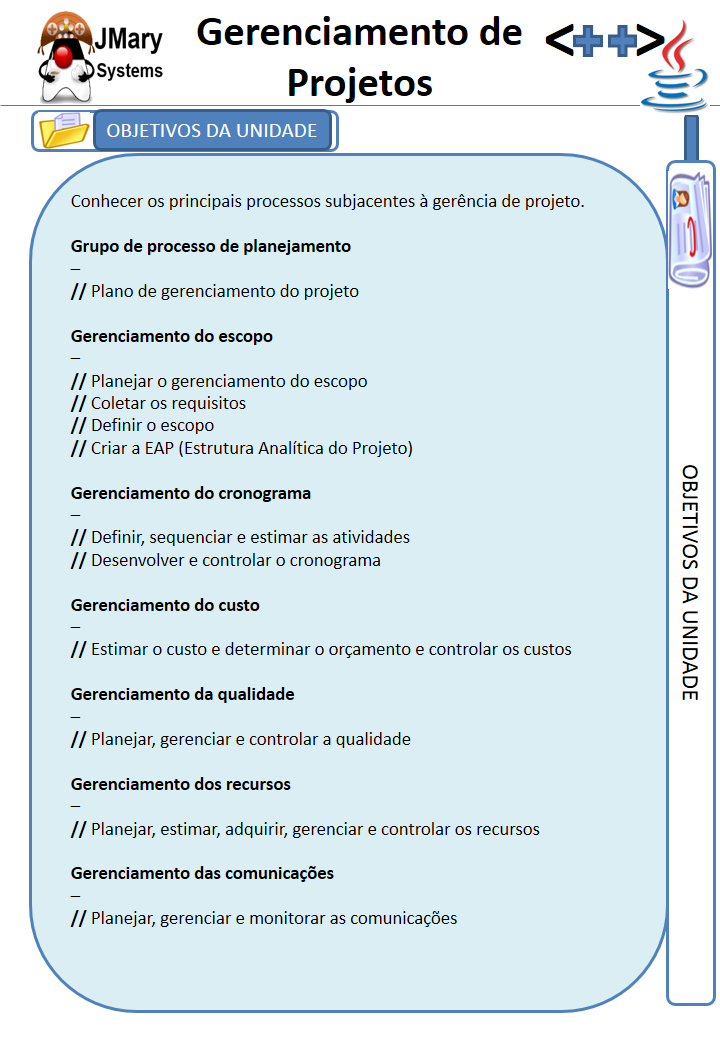 JMary
Systems
Gerenciamento de
Projetos
<++>
OBJETIVOS DA UNIDADE
Conhecer os principais processos subjacentes à gerência de projeto.
Grupo de processo de planejamento
–
// Plano de gerenciamento do projeto
Gerenciamento do escopo
–
// Planejar o gerenciamento do escopo
// Coletar os requisitos
// Definir o escopo
// Criar a EAP (Estrutura Analítica do Projeto)
Gerenciamento do cronograma
–
// Definir, sequenciar e estimar as atividades
// Desenvolver e controlar o cronograma
Gerenciamento do custo
–
// Estimar o custo e determinar o orçamento e controlar os custos
Gerenciamento da qualidade
–
// Planejar, gerenciar e controlar a qualidade
Gerenciamento dos recursos
–
// Planejar, estimar, adquirir, gerenciar e controlar os recursos
Gerenciamento das comunicações
–
// Planejar, gerenciar e monitorar as comunicações
OBJETIVOS DA UNIDADE